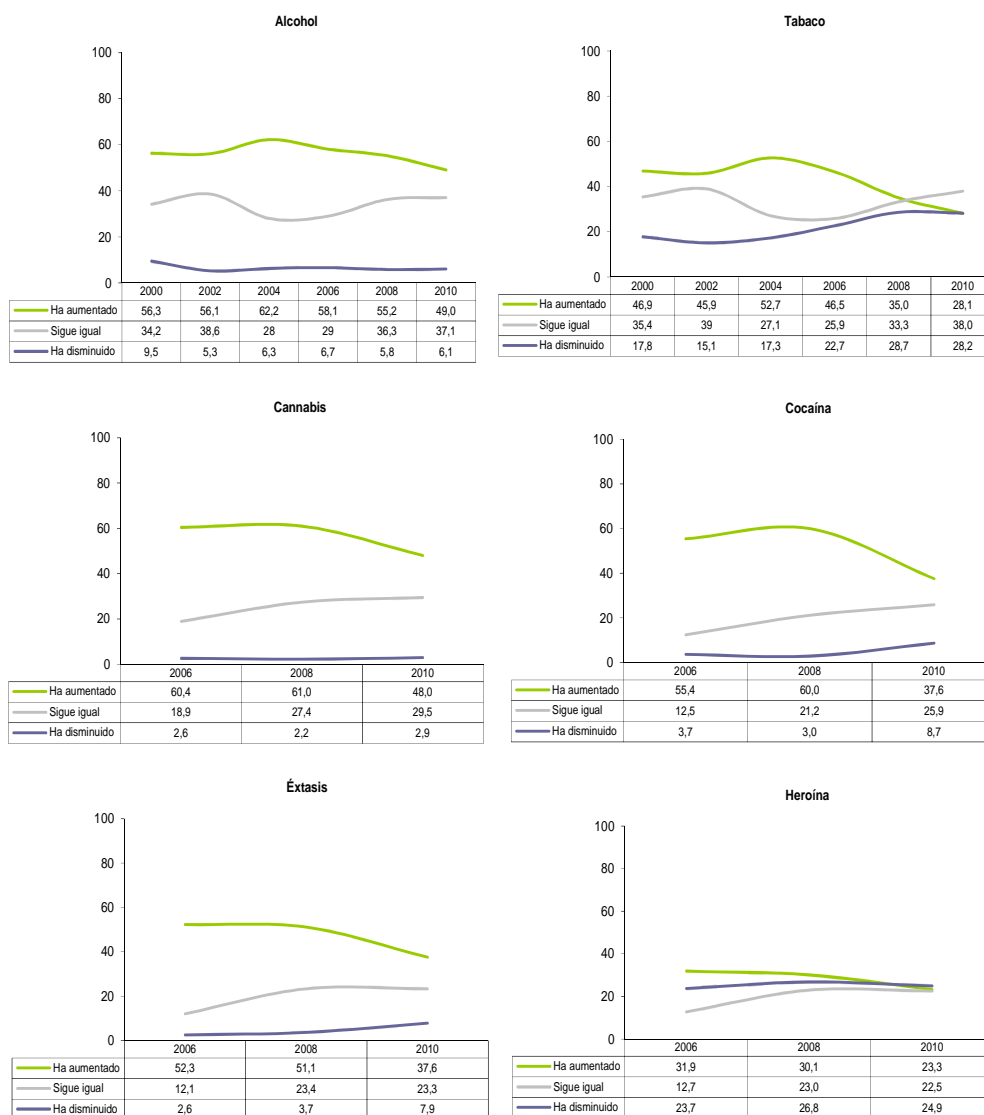 Alcohol
100
80
60
40
20
0
2000 2002 2004 2006 2008 2010
Ha aumentado 56,3 56,1 62,2 58,1 55,2 49,0
Sigue igual 34,2 38,6 28 29 36,3 37,1
Ha disminuido 9,5 5,3 6,3 6,7 5,8 6,1
Tabaco
100
80
60
40
20
0
2000 2002 2004 2006 2008 2010
Ha aumentado 46,9 45,9 52,7 46,5 35,0 28,1
Sigue igual 35,4 39 27,1 25,9 33,3 38,0
Ha disminuido 17,8 15,1 17,3 22,7 28,7 28,2
Cannabis
100
80
60
40
20
0
2006 2008 2010
Ha aumentado 60,4 61,0 48,0
Sigue igual 18,9 27,4 29,5
Ha disminuido 2,6 2,2 2,9
Cocaína
100
80
60
40
20
0
2006 2008 2010
Ha aumentado 55,4 60,0 37,6
Sigue igual 12,5 21,2 25,9
Ha disminuido 3,7 3,0 8,7
Éxtasis
100
80
60
40
20
0
2006 2008 2010
Ha aumentado 52,3 51,1 37,6
Sigue igual 12,1 23,4 23,3
Ha disminuido 2,6 3,7 7,9
Heroína
100
80
60
40
20
0
2006 2008 2010
Ha aumentado 31,9 30,1 23,3
Sigue igual 12,7 23,0 22,5
Ha disminuido 23,7 26,8 24,9